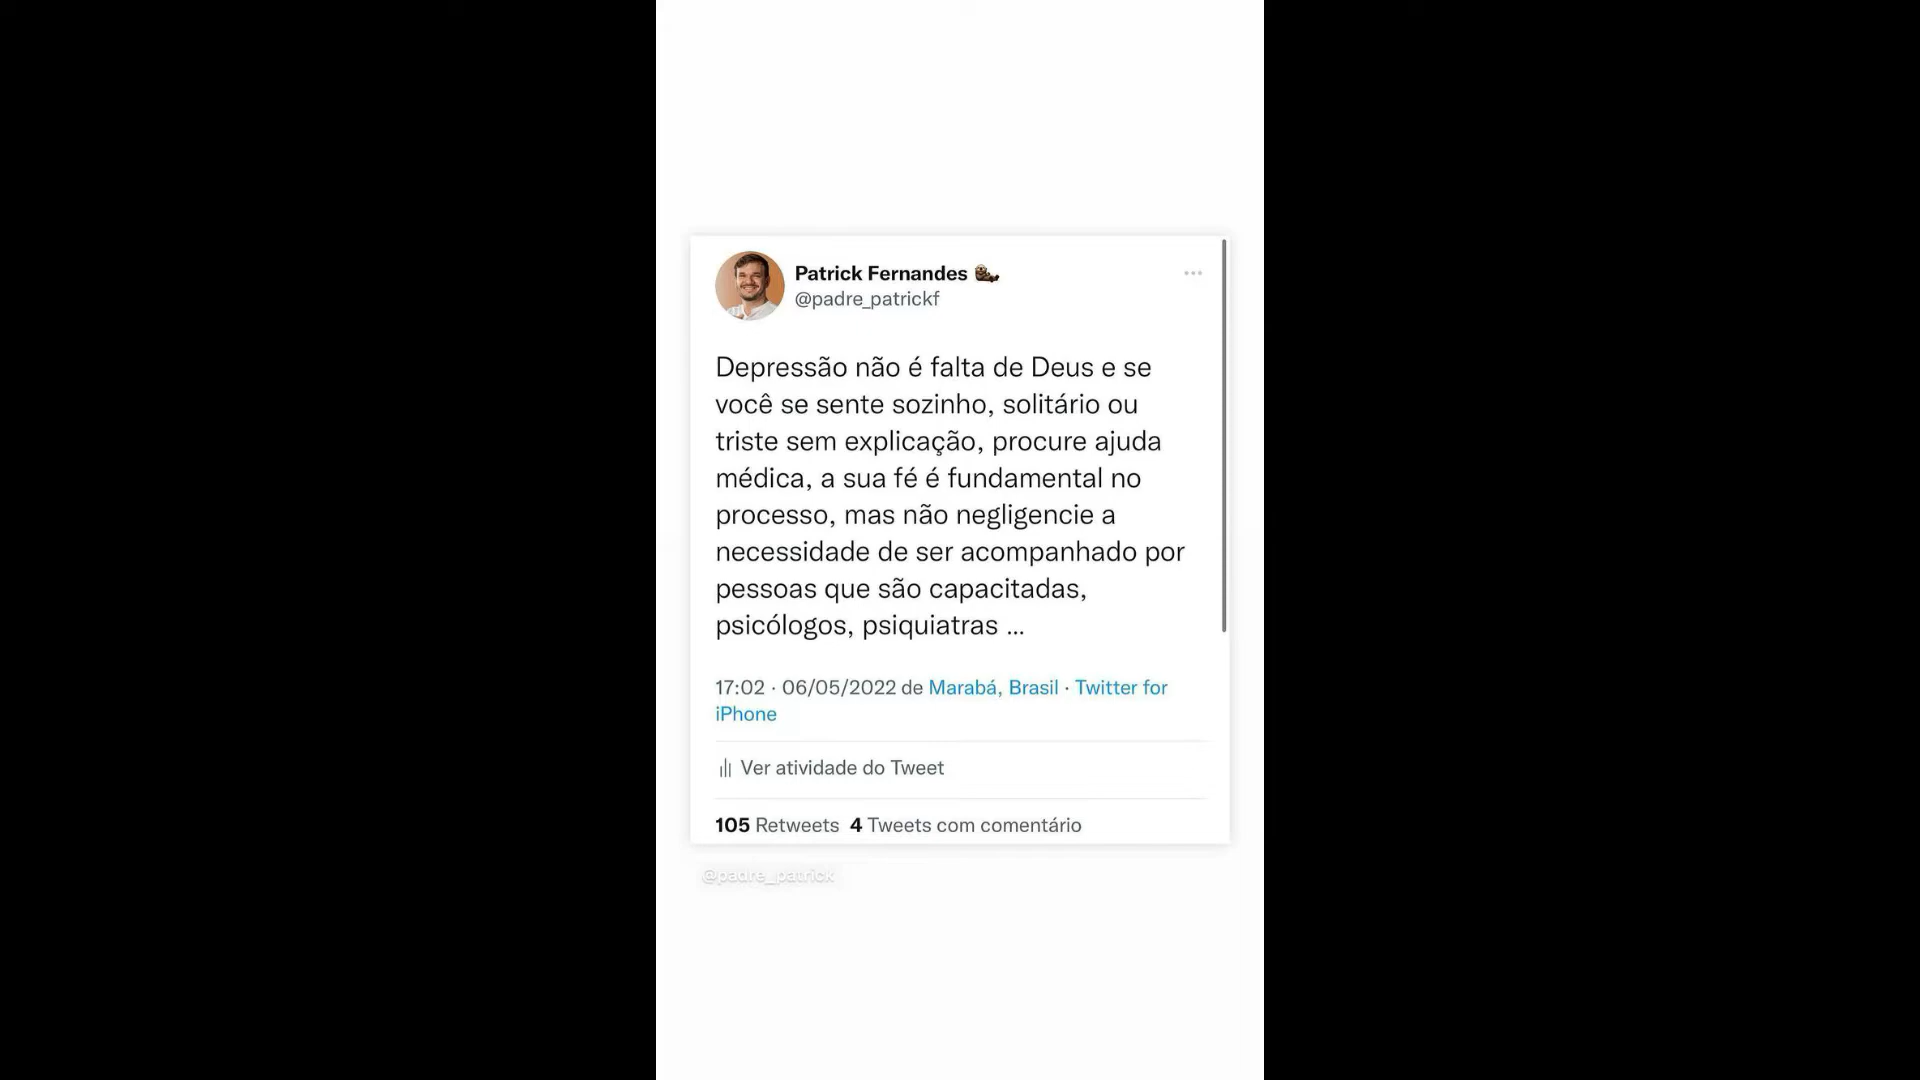 Patrick Fernandes 🦦
@padre_patrickf
Depressão não é falta de Deus e se
você se sente sozinho, solitário ou
triste sem explicação, procure ajuda
médica, a sua fé é fundamental no
processo, mas não negligencie a
necessidade de ser acompanhado por
pessoas que são capacitadas,
psicólogos, psiquiatras ...
17:02 · 06/05/2022 de Marabá, Brasil · Twitter for
iPhone
Ver atividade do Tweet
105 Retweets 4 Tweets com comentário
@padre_patrick